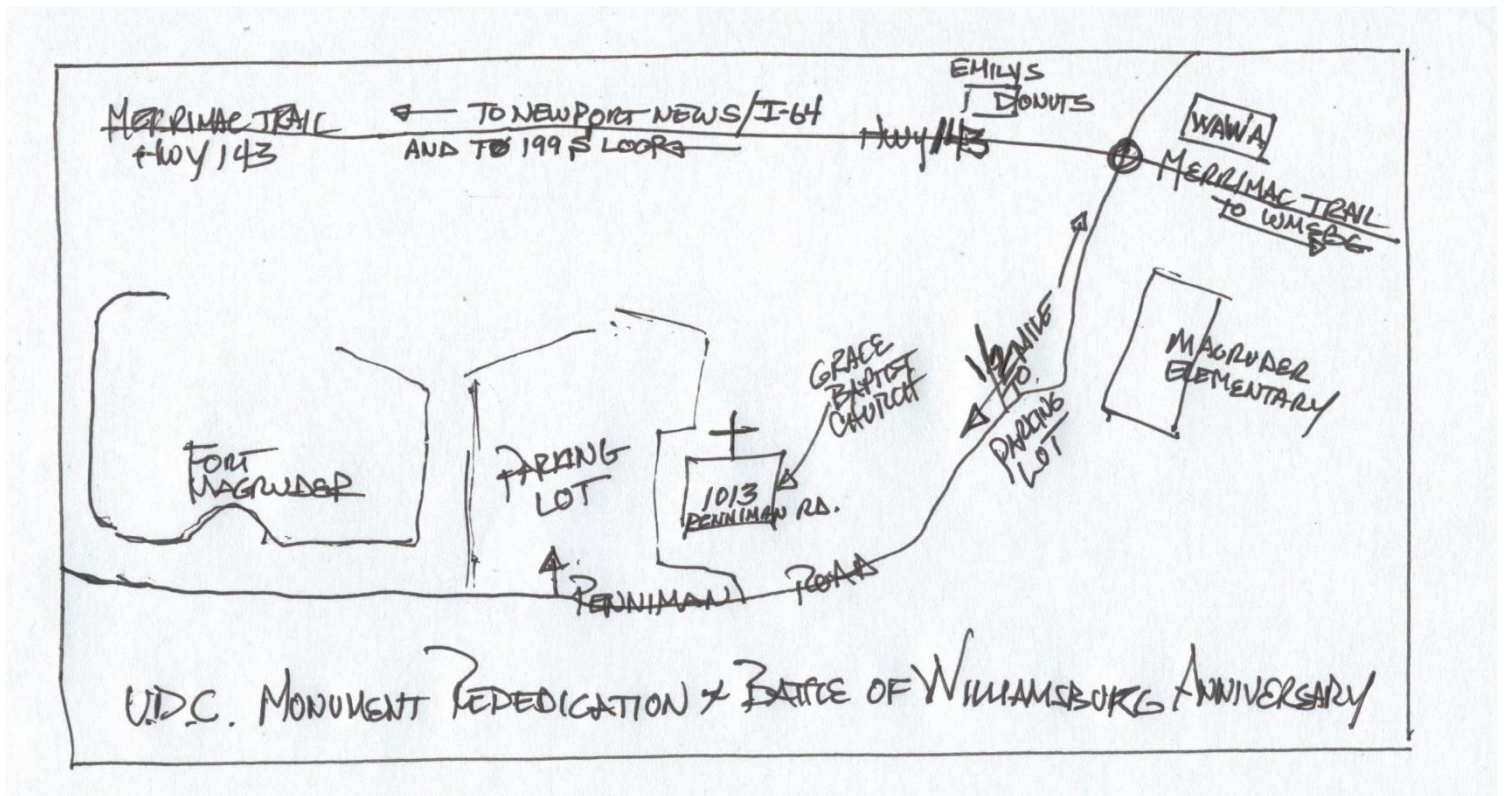 EMILYS
DONUTS
MERRIMAC TRAIL
HWY 143
← TO NEWPORT NEWS/I-64
AND TO 199 S LOOP
HWY 143
WAWA
MERRIMAC TRAIL
TO WMSBG
1/2 MILE
TO
PARKING
LOT
MAGRUDER
ELEMENTARY
GRACE
BAPTIST
CHURCH
FORT
MAGRUDER
PARKING
LOT
1013
PENNIMAN RD.
PENNIMAN ROAD
U.D.C. MONUMENT REDEDICATION & BATTLE OF WILLIAMSBURG ANNIVERSARY